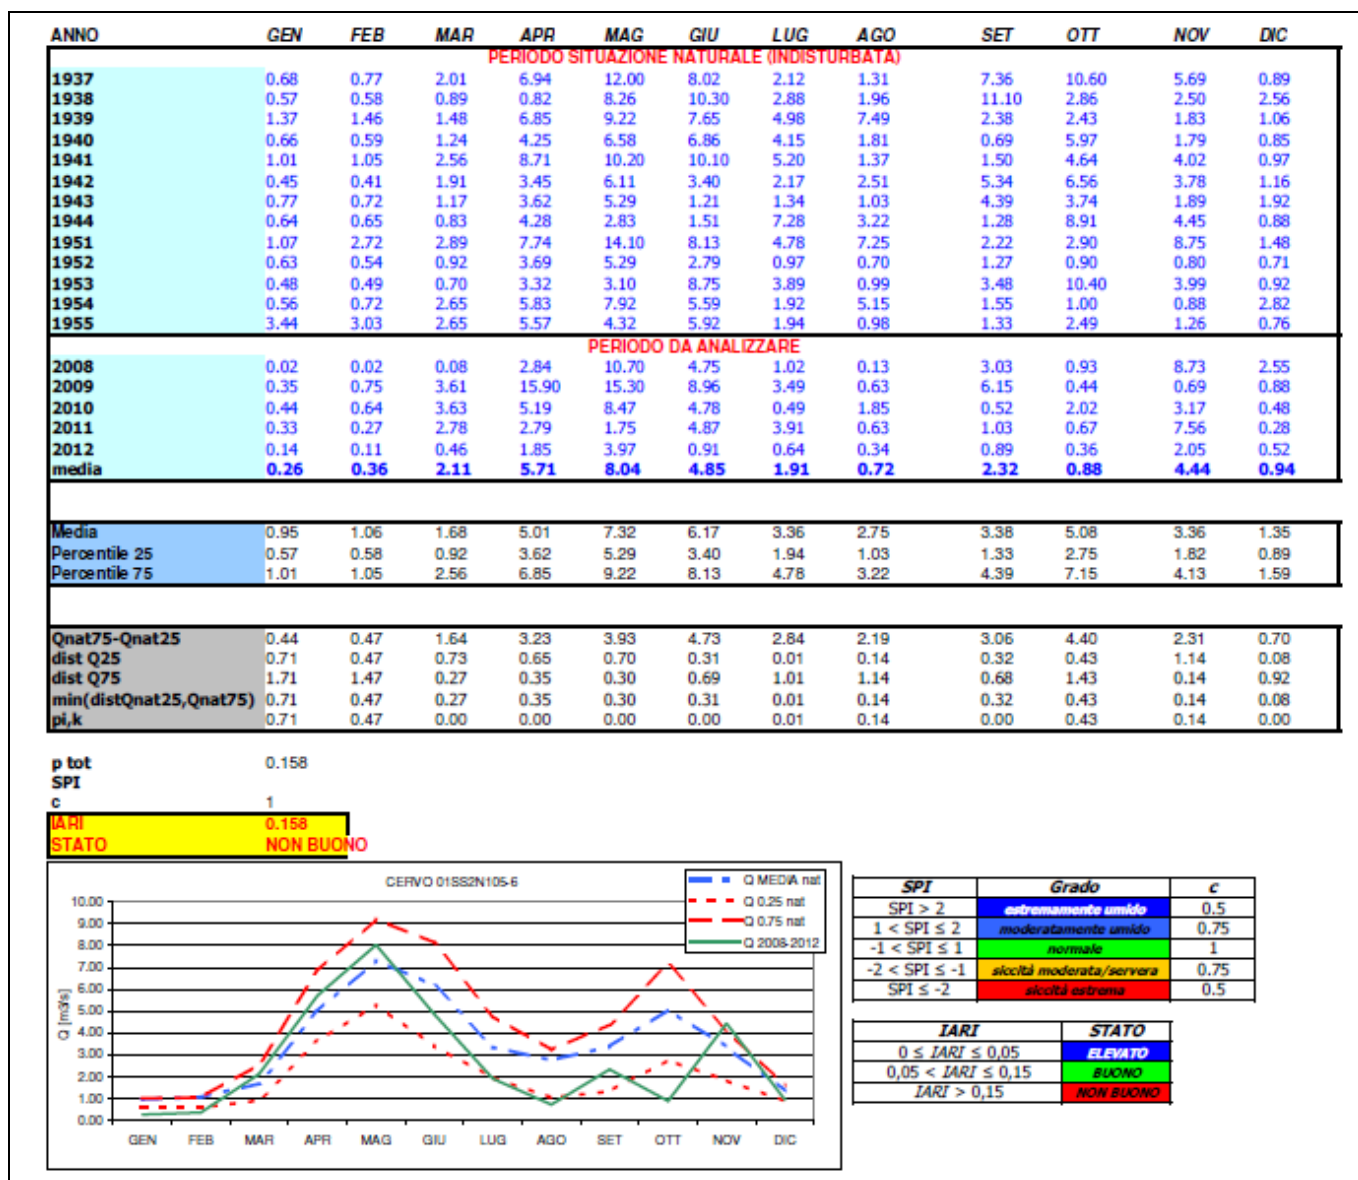 ANNO GEN FEB MAR APR MAG GIU LUG AGO SET OTT NOV DIC
PERIODO SITUAZIONE NATURALE (INDISTURBATA)
1937 0.68 0.77 2.01 6.94 12.00 8.02 2.12 1.31 7.36 10.60 5.69 0.89
1938 0.57 0.58 0.89 0.82 8.26 10.30 2.88 1.96 11.10 2.86 2.50 2.56
1939 1.37 1.46 1.48 6.85 9.22 7.65 4.98 7.49 2.38 2.43 1.83 1.06
1940 0.66 0.59 1.24 4.25 6.58 6.86 4.15 1.81 0.69 5.97 1.79 0.85
1941 1.01 1.05 2.56 8.71 10.20 10.10 5.20 1.37 1.50 4.64 4.02 0.97
1942 0.45 0.41 1.91 3.45 6.11 3.40 2.17 2.51 5.34 6.56 3.78 1.16
1943 0.77 0.72 1.17 3.62 5.29 1.21 1.34 1.03 4.39 3.74 1.89 1.92
1944 0.64 0.65 0.83 4.28 2.83 1.51 7.28 3.22 1.28 8.91 4.45 0.88
1951 1.07 2.72 2.89 7.74 14.10 8.13 4.78 7.25 2.22 2.90 8.75 1.48
1952 0.63 0.54 0.92 3.69 5.29 2.79 0.97 0.70 1.27 0.90 0.80 0.71
1953 0.48 0.49 0.70 3.32 3.10 8.75 3.89 0.99 3.48 10.40 3.99 0.92
1954 0.56 0.72 2.65 5.83 7.92 5.59 1.92 5.15 1.55 1.00 0.88 2.82
1955 3.44 3.03 2.65 5.57 4.32 5.92 1.94 0.98 1.33 2.49 1.26 0.76
PERIODO DA ANALIZZARE
2008 0.02 0.02 0.08 2.84 10.70 4.75 1.02 0.13 3.03 0.93 8.73 2.55
2009 0.35 0.75 3.61 15.90 15.30 8.96 3.49 0.63 6.15 0.44 0.69 0.88
2010 0.44 0.64 3.63 5.19 8.47 4.78 0.49 1.85 0.52 2.02 3.17 0.48
2011 0.33 0.27 2.78 2.79 1.75 4.87 3.91 0.63 1.03 0.67 7.56 0.28
2012 0.14 0.11 0.46 1.85 3.97 0.91 0.64 0.34 0.89 0.36 2.05 0.52
media 0.26 0.36 2.11 5.71 8.04 4.85 1.91 0.72 2.32 0.88 4.44 0.94
Media 0.95 1.06 1.68 5.01 7.32 6.17 3.36 2.75 3.38 5.08 3.36 1.35
Percentile 25 0.57 0.58 0.92 3.62 5.29 3.40 1.94 1.03 1.33 2.75 1.82 0.89
Percentile 75 1.01 1.05 2.56 6.85 9.22 8.13 4.78 3.22 4.39 7.15 4.13 1.59
Qnat75-Qnat25 0.44 0.47 1.64 3.23 3.93 4.73 2.84 2.19 3.06 4.40 2.31 0.70
dist Q25 0.71 0.47 0.73 0.65 0.70 0.31 0.01 0.14 0.32 0.43 1.14 0.08
dist Q75 1.71 1.47 0.27 0.35 0.30 0.69 1.01 1.14 0.68 1.43 0.14 0.92
min(distQnat25,Qnat75) 0.71 0.47 0.27 0.35 0.30 0.31 0.01 0.14 0.32 0.43 0.14 0.08
pi,k 0.71 0.47 0.00 0.00 0.00 0.00 0.01 0.14 0.00 0.43 0.14 0.00
p tot 0.158
SPI
c 1
IARI 0.158
STATO NON BUONO
CERVO 01SS2N105-6
Q MEDIA nat
Q 0.25 nat
Q 0.75 nat
Q 2008-2012
Q [m3/s]
10.00
9.00
8.00
7.00
6.00
5.00
4.00
3.00
2.00
1.00
0.00
GEN FEB MAR APR MAG GIU LUG AGO SET OTT NOV DIC
SPI Grado c
SPI > 2 estremamente umido 0.5
1 < SPI ≤ 2 moderatamente umido 0.75
-1 < SPI ≤ 1 normale 1
-2 < SPI ≤ -1 siccità moderata/servera 0.75
SPI ≤ -2 siccità estrema 0.5
IARI STATO
0 ≤ IARI ≤ 0,05 ELEVATO
0,05 < IARI ≤ 0,15 BUONO
IARI > 0,15 NON BUONO